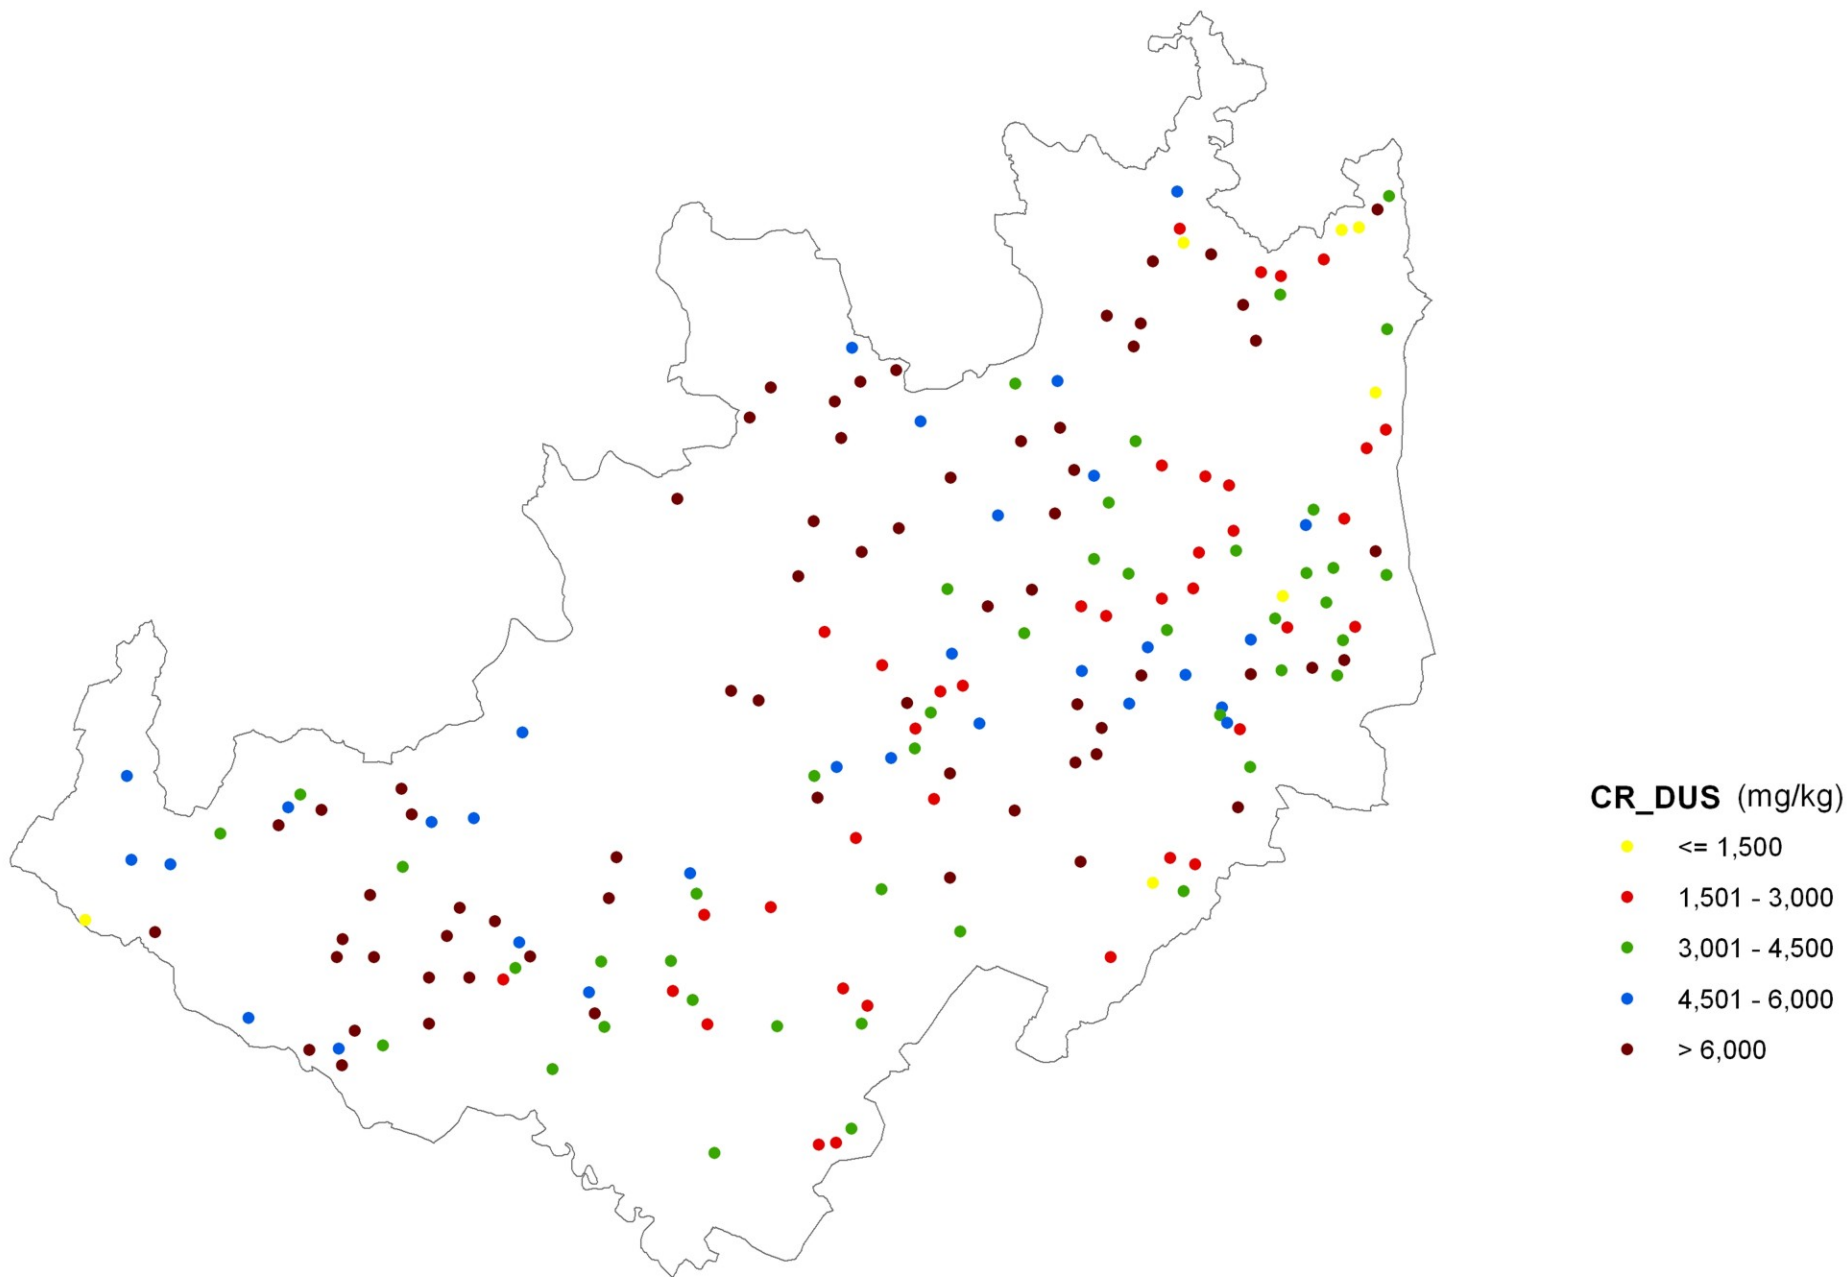 CR_DUS (mg/kg)
<= 1,500
1,501 - 3,000
3,001 - 4,500
4,501 - 6,000
> 6,000